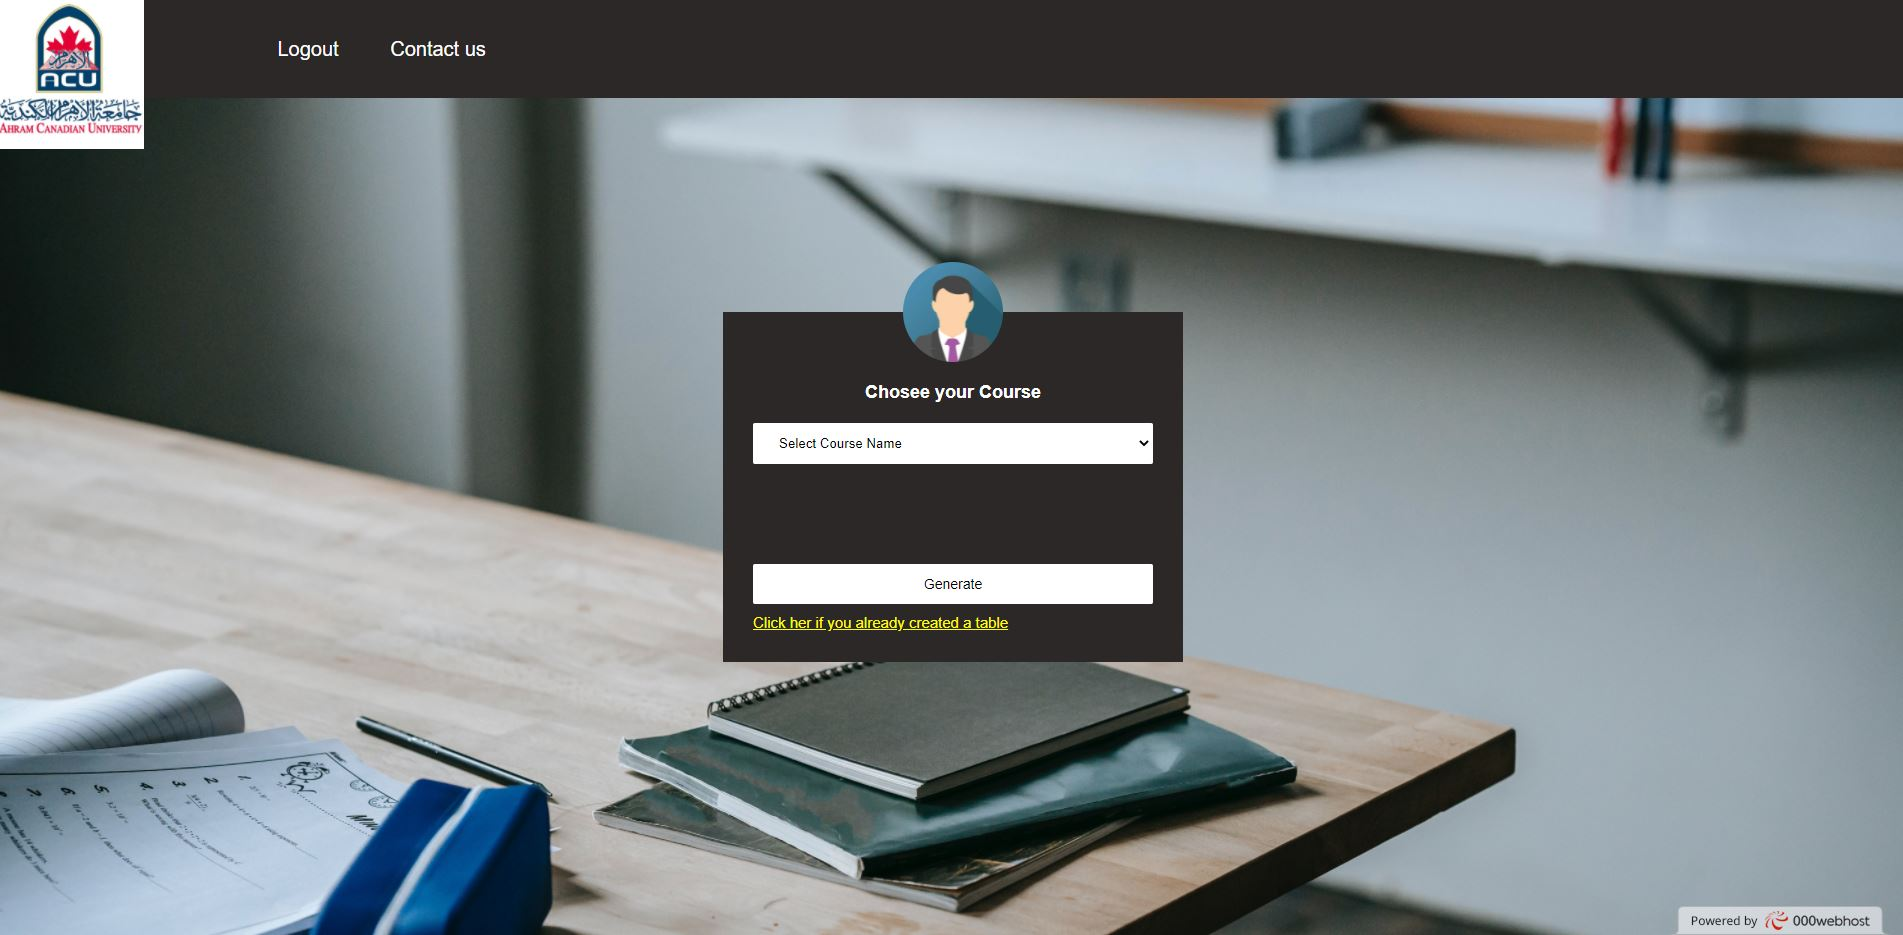 ACU
جامعة الاهرام الكندية
AHRAM CANADIAN UNIVERSITY
Logout
Contact us
Chosee your Course
Select Course Name
Generate
Click her if you already created a table
Powered by 000webhost